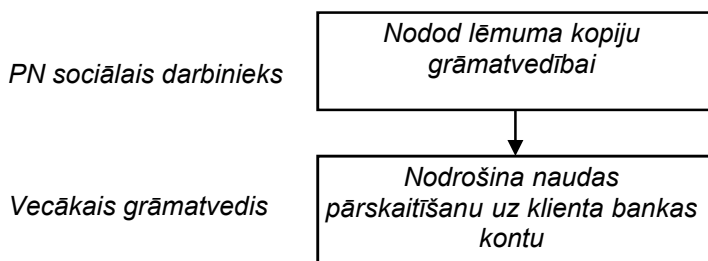 PN sociālais darbinieks
Nodod lēmuma kopiju
grāmatvedībai
Vecākais grāmatvedis
Nodrošina naudas
pārskaitīšanu uz klienta bankas
kontu